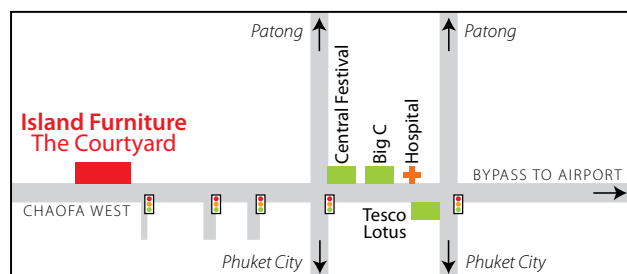 Patong
Patong
Island Furniture
The Courtyard
Central Festival
Big C
Hospital
BYPASS TO AIRPORT
CHAOFA WEST
Tesco
Lotus
Phuket City
Phuket City